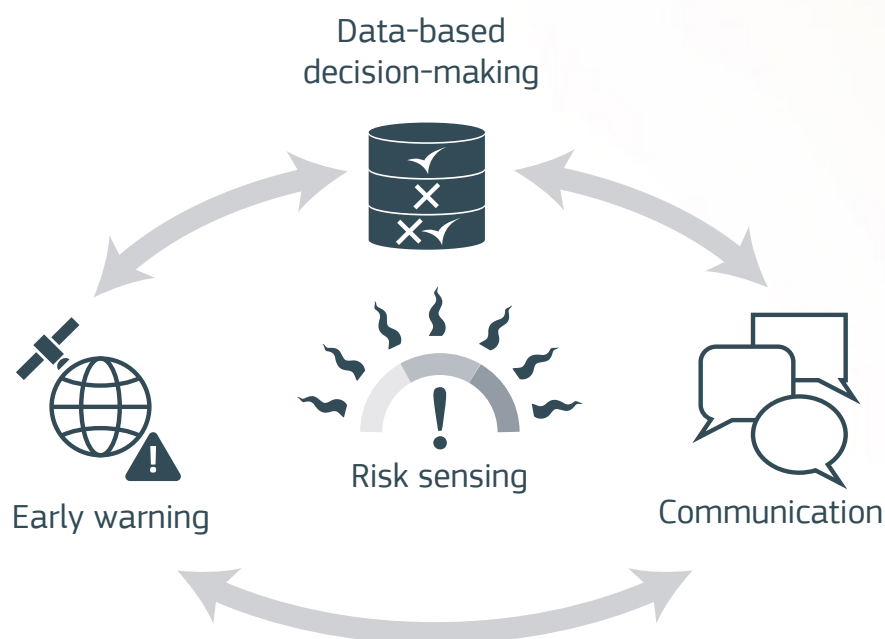 Data-based
decision-making
Risk sensing
Early warning
Communication